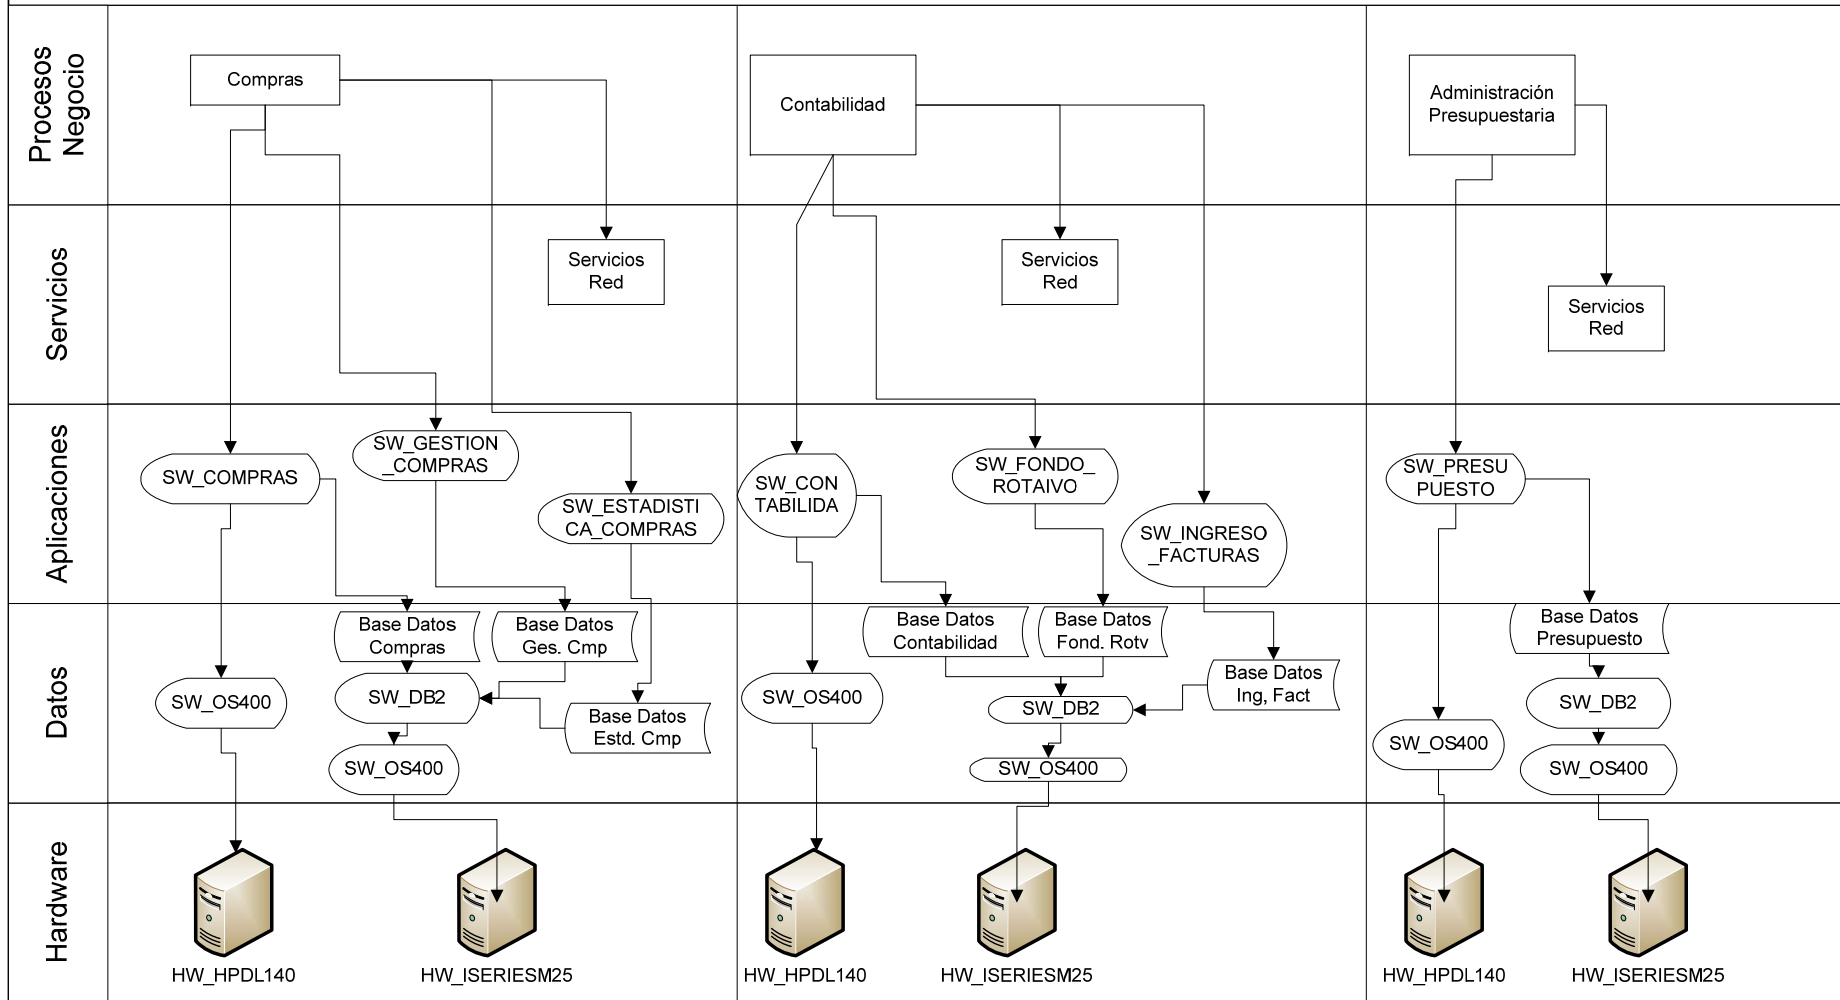 Procesos
Negocio
Compras
Contabilidad
Administración
Presupuestaria
Servicios
Servicios
Red
Servicios
Red
Servicios
Red
Aplicaciones
SW_COMPRAS
SW_GESTION
_COMPRAS
SW_ESTADISTI
CA_COMPRAS
SW_CON
TABILIDA
SW_FONDO_
ROTAIVO
SW_INGRESO
_FACTURAS
SW_PRESU
PUESTO
Datos
Base Datos
Compras
Base Datos
Ges. Cmp
SW_OS400
SW_DB2
Base Datos
Estd. Cmp
SW_OS400
Base Datos
Contabilidad
Base Datos
Fond. Rotv
Base Datos
Ing, Fact
SW_OS400
SW_DB2
SW_OS400
Base Datos
Presupuesto
SW_DB2
SW_OS400
SW_OS400
Hardware
HW_HPDL140
HW_ISERIESM25
HW_HPDL140
HW_ISERIESM25
HW_HPDL140
HW_ISERIESM25